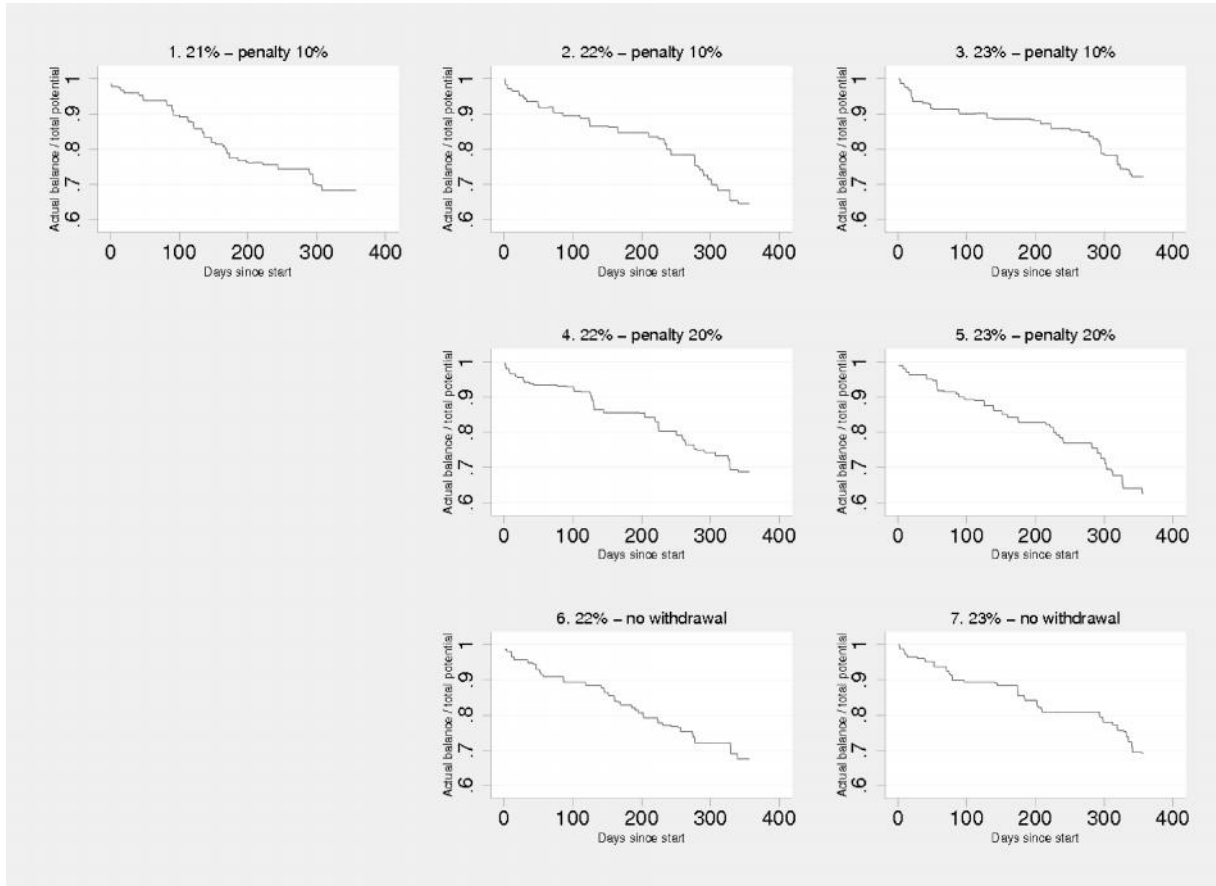 1. 21% – penalty 10%
2. 22% – penalty 10%
3. 23% – penalty 10%
Actual balance / total potential
.6 .7 .8 .9 1
0 100 200 300 400
Days since start
Actual balance / total potential
.6 .7 .8 .9 1
0 100 200 300 400
Days since start
Actual balance / total potential
.6 .7 .8 .9 1
0 100 200 300 400
Days since start
4. 22% – penalty 20%
5. 23% – penalty 20%
Actual balance / total potential
.6 .7 .8 .9 1
0 100 200 300 400
Days since start
Actual balance / total potential
.6 .7 .8 .9 1
0 100 200 300 400
Days since start
6. 22% – no withdrawal
7. 23% – no withdrawal
Actual balance / total potential
.6 .7 .8 .9 1
0 100 200 300 400
Days since start
Actual balance / total potential
.6 .7 .8 .9 1
0 100 200 300 400
Days since start